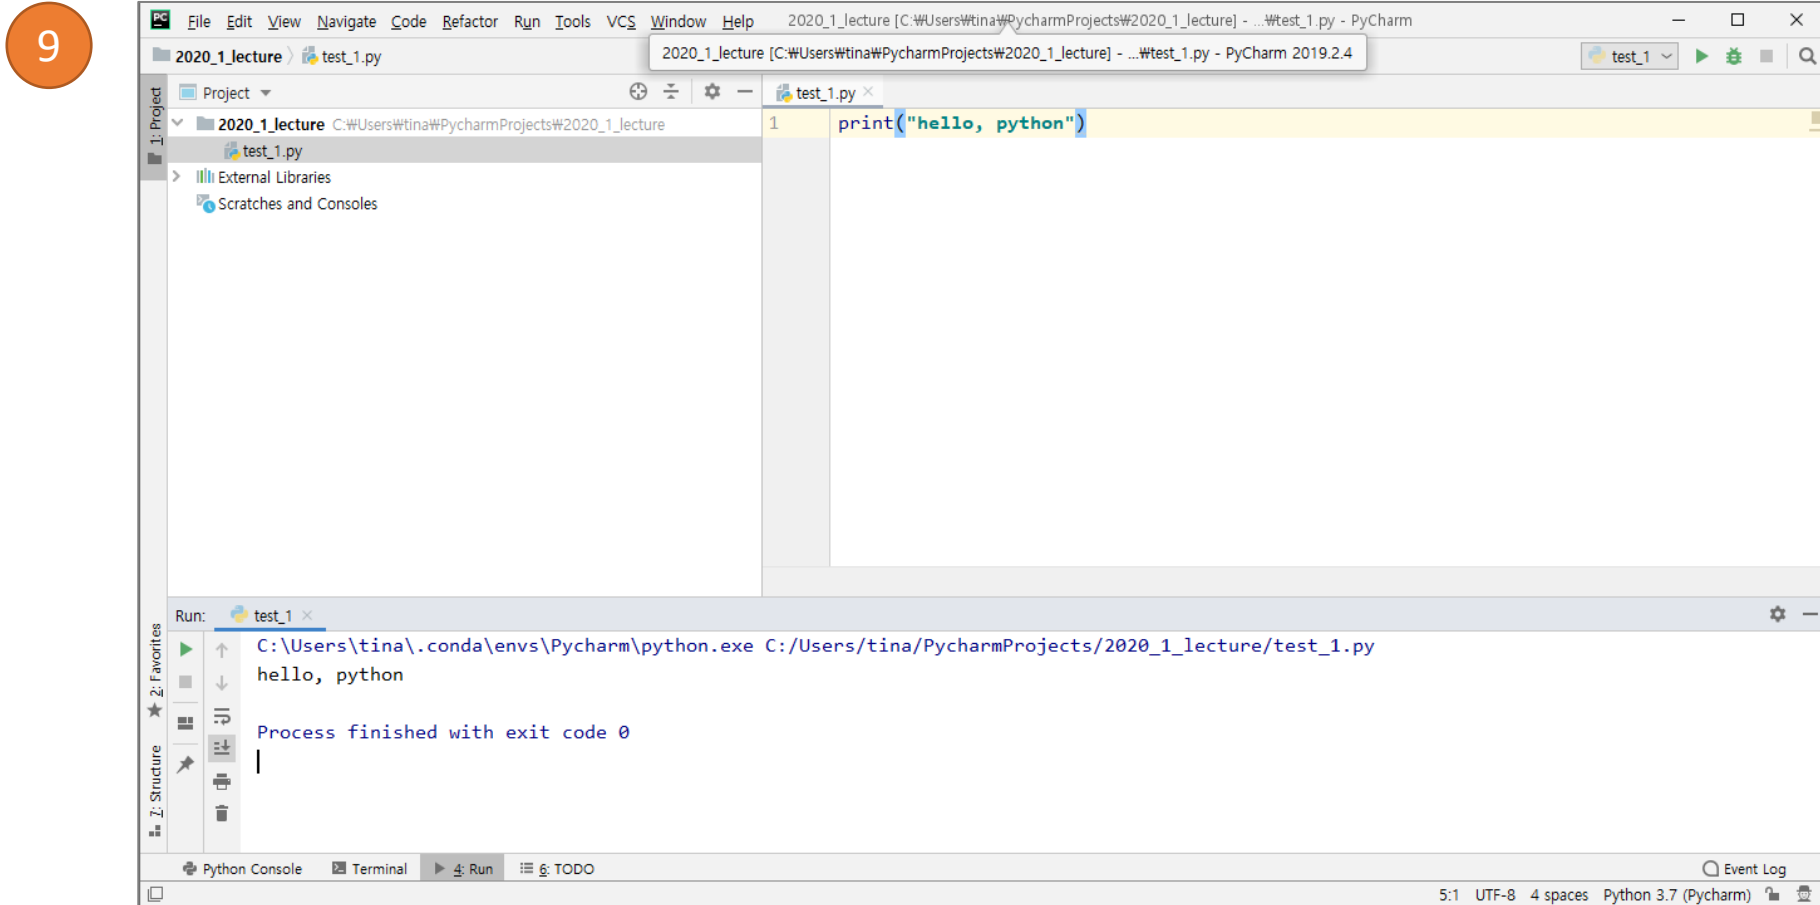 9
File Edit View Navigate Code Refactor Run Tools VCS Window Help 2020_1_lecture [C:₩Users₩tina₩PycharmProjects₩2020_1_lecture] - ...₩test_1.py - PyCharm
2020_1_lecture test_1.py
2020_1_lecture [C:₩Users₩tina₩PycharmProjects₩2020_1_lecture] - ...₩test_1.py - PyCharm 2019.2.4
test_1
1: Project
Project
test_1.py
2020_1_lecture C:₩Users₩tina₩PycharmProjects₩2020_1_lecture
1 print("hello, python")
test_1.py
External Libraries
Scratches and Consoles
Run: test_1
2: Favorites
7: Structure
C:\Users\tina\.conda\envs\Pycharm\python.exe C:/Users/tina/PycharmProjects/2020_1_lecture/test_1.py
hello, python
Process finished with exit code 0
Python Console Terminal 4: Run 6: TODO Event Log
5:1 UTF-8 4 spaces Python 3.7 (Pycharm)